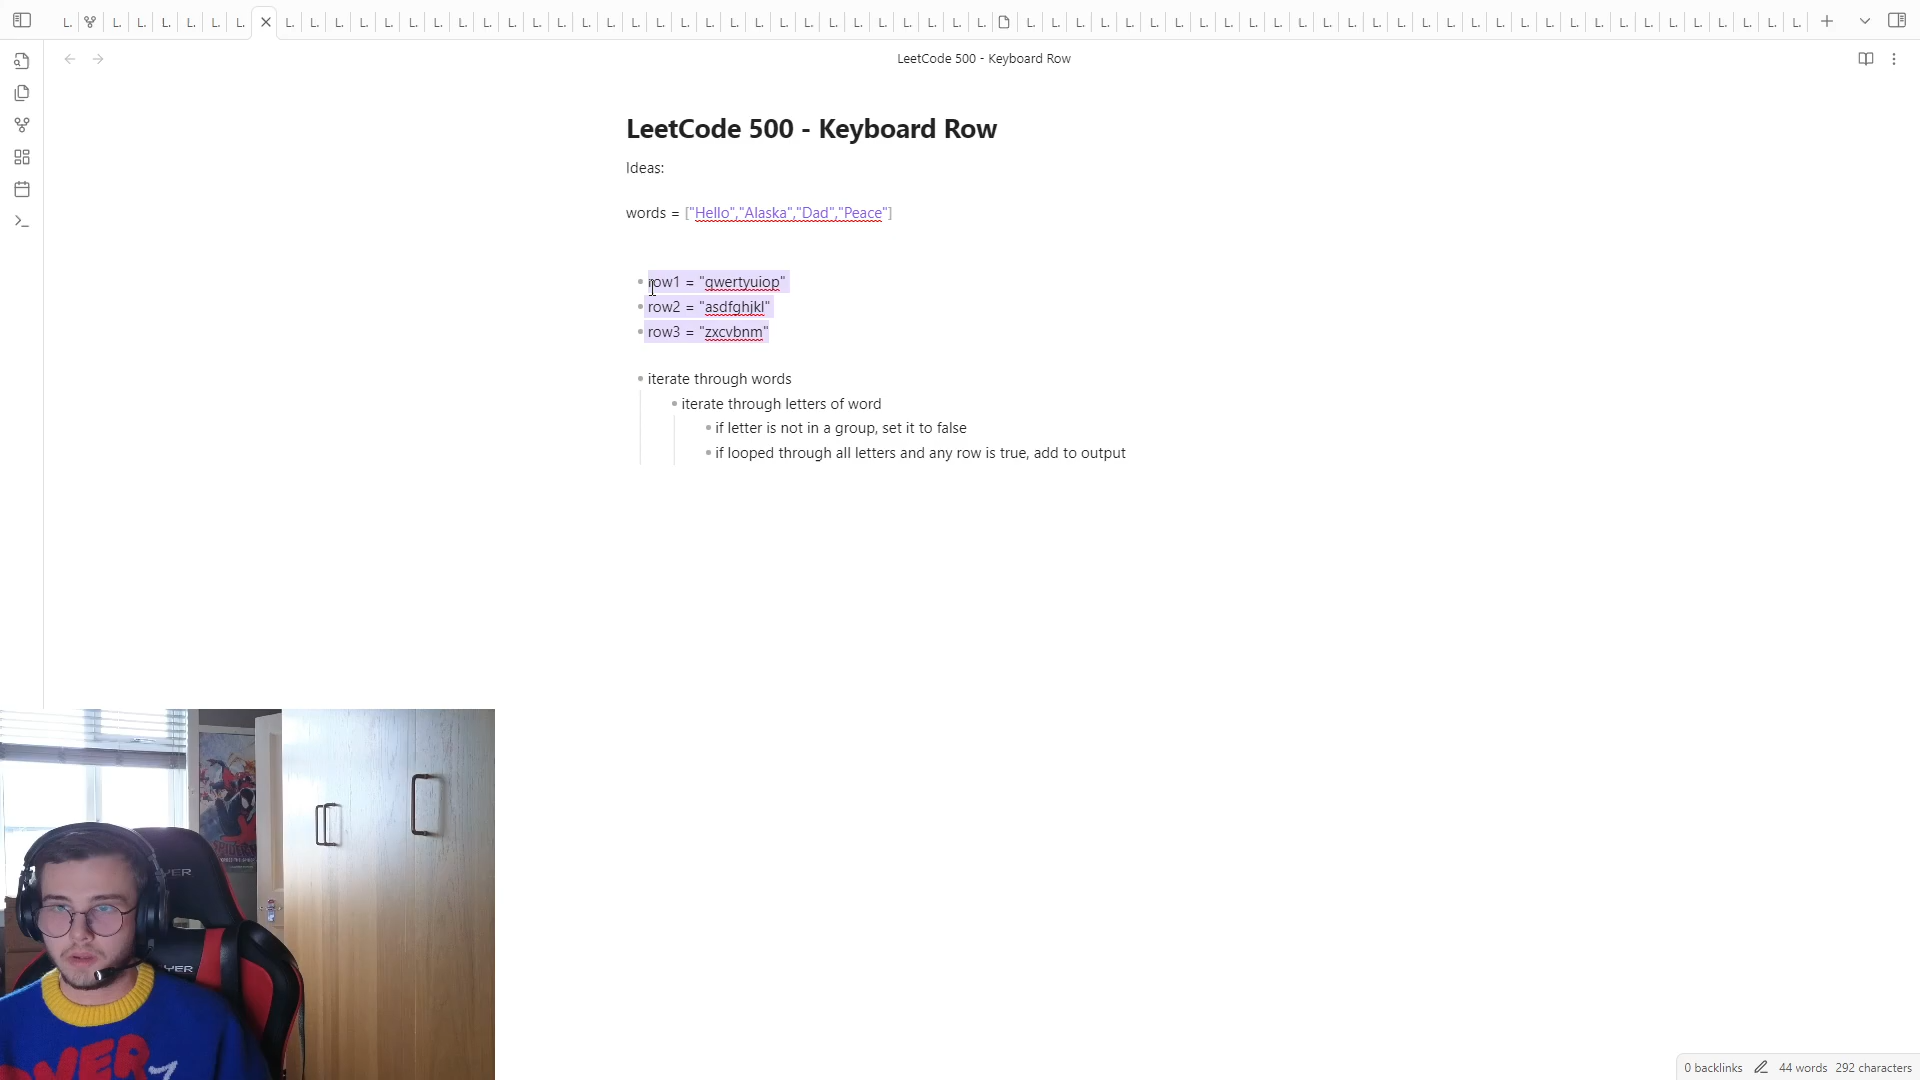 L. L. L. L. L. L. L. L. L. L. L. L. L. L. L. L. L. L. L. L. L. L. L. L. L. L. L. L. L. L. L. L. L. L. L. L. L. L. L. L. L. L. L. L. L. L. L. L. L. L. L. L. L. L. L. L. L. L. L. L. L. L. L. L. L. L. L. L.
LeetCode 500 - Keyboard Row
LeetCode 500 - Keyboard Row
Ideas:
words = ["Hello","Alaska","Dad","Peace"]
row1 = "qwertyuiop"
row2 = "asdfghjkl"
row3 = "zxcvbnm"
iterate through words
iterate through letters of word
if letter is not in a group, set it to false
if looped through all letters and any row is true, add to output
YER
YER
OVER
0 backlinks 44 words 292 characters